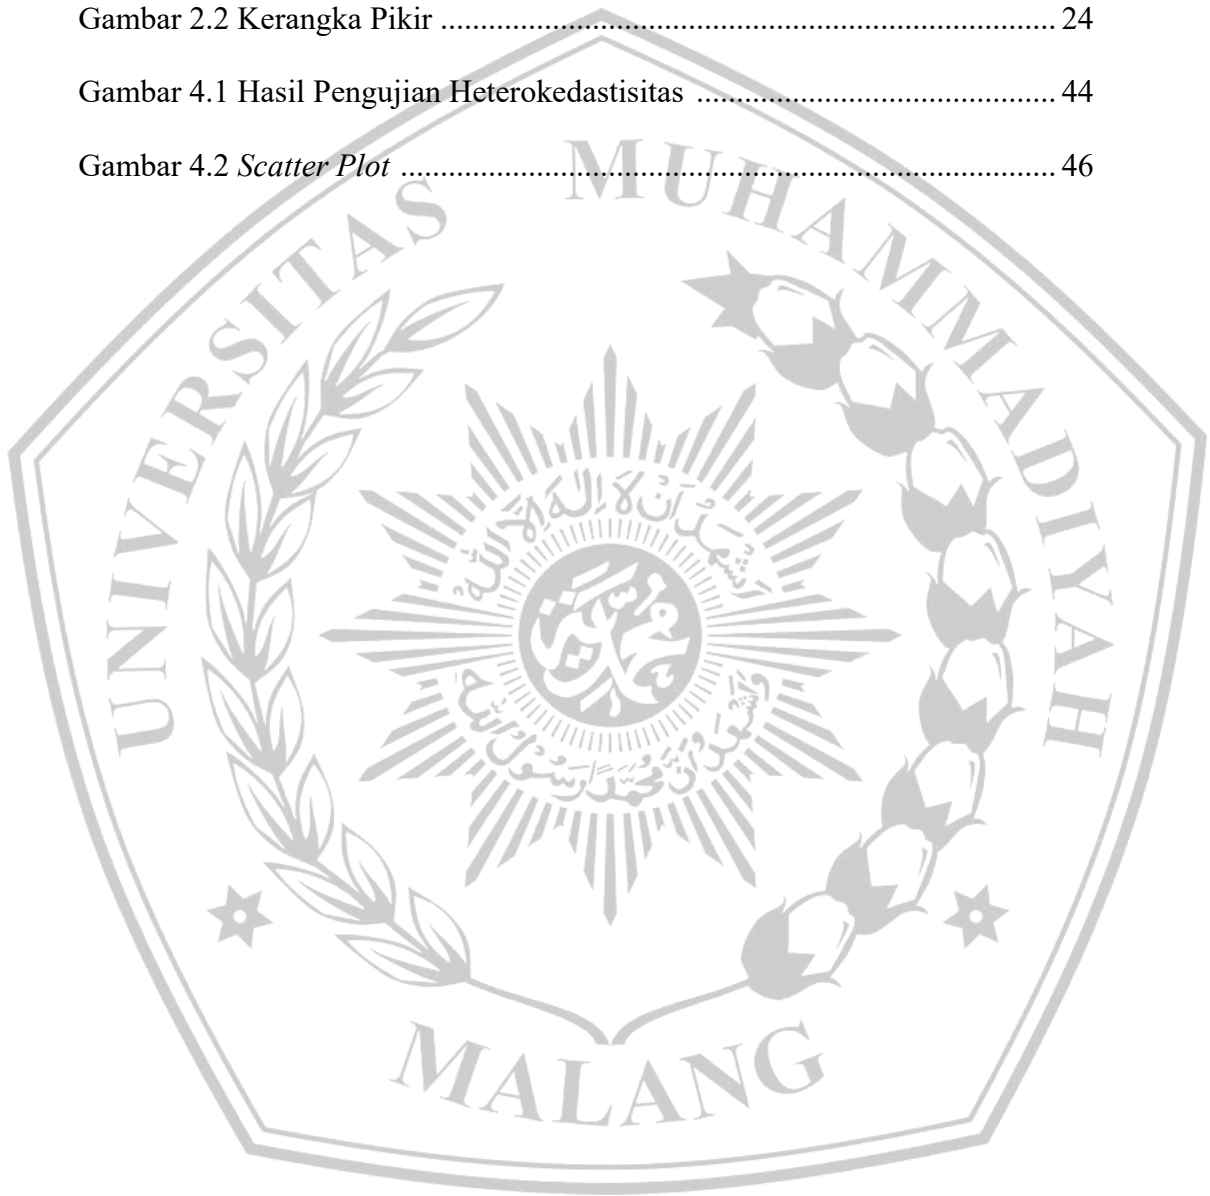 Gambar 2.2 Kerangka Pikir .............................................................................. 24
Gambar 4.1 Hasil Pengujian Heterokedastisitas .............................................. 44
Gambar 4.2 Scatter Plot ................................................................................... 46
UNIVERSITAS MUHAMMADIYAH
MALANG